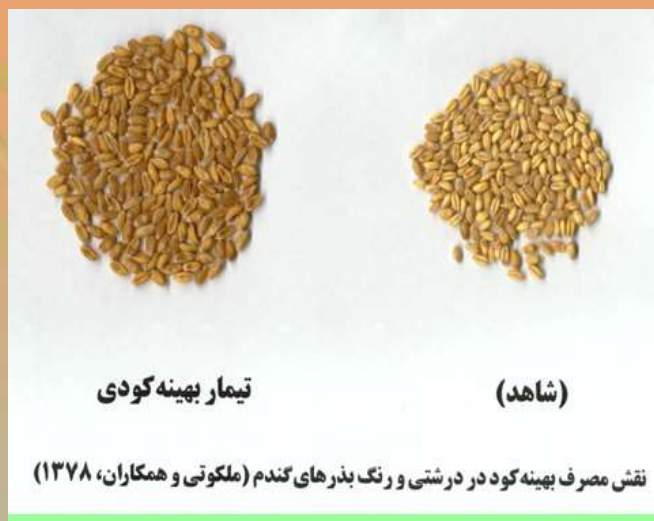 (شاهد) تیمار بهینه کودی
نقش مصرف بهینه کود در درشتی و رنگ بذرهای گندم (ملکوتی و همکاران، ۱۳۷۸)